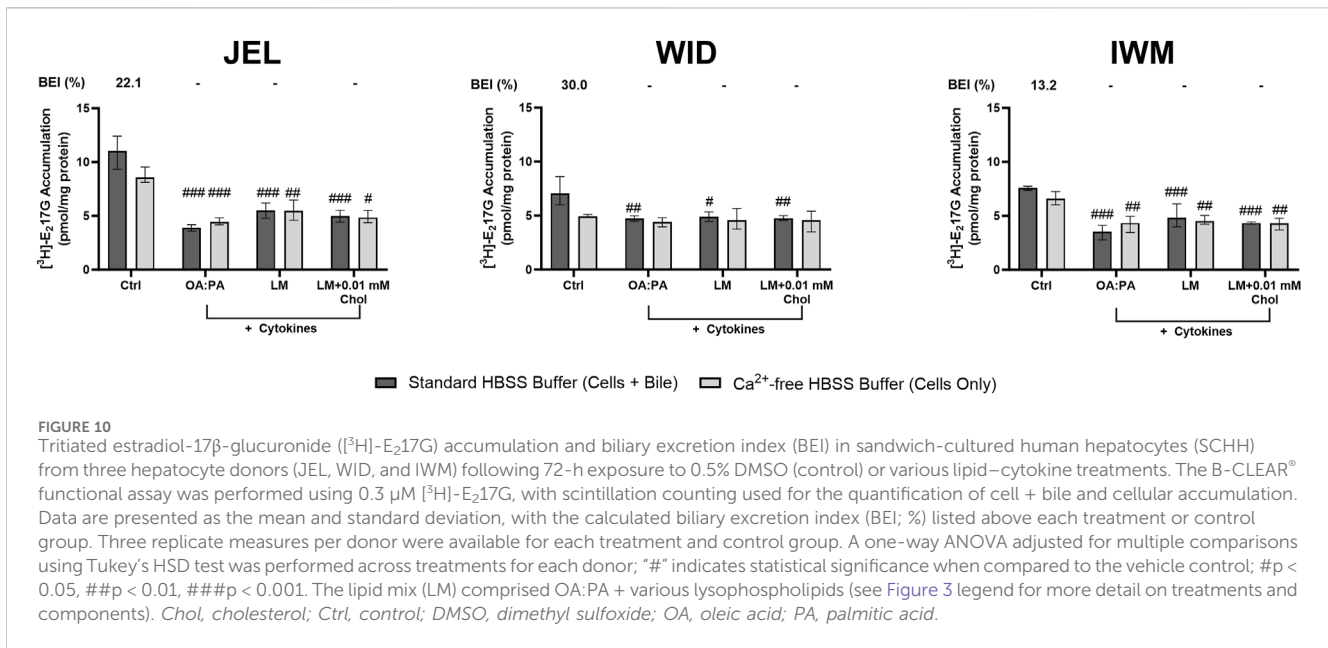 JEL
BEI (%) 22.1 - - -
[³H]-E₂17G Accumulation
(pmol/mg protein)
15
10
5
0
### ###
### ##
### #
Ctrl OA:PA LM LM+0.01 mM
Chol
+ Cytokines
WID
BEI (%) 30.0 - - -
[³H]-E₂17G Accumulation
(pmol/mg protein)
15
10
5
0
##
#
##
Ctrl OA:PA LM LM+0.01 mM
Chol
+ Cytokines
IWM
BEI (%) 13.2 - - -
[³H]-E₂17G Accumulation
(pmol/mg protein)
15
10
5
0
### ##
### ##
### ##
Ctrl OA:PA LM LM+0.01 mM
Chol
+ Cytokines
Standard HBSS Buffer (Cells + Bile) Ca²⁺-free HBSS Buffer (Cells Only)
FIGURE 10
Tritiated estradiol-17β-glucuronide ([³H]-E₂17G) accumulation and biliary excretion index (BEI) in sandwich-cultured human hepatocytes (SCHH)
from three hepatocyte donors (JEL, WID, and IWM) following 72-h exposure to 0.5% DMSO (control) or various lipid–cytokine treatments. The B-CLEAR®
functional assay was performed using 0.3 µM [³H]-E₂17G, with scintillation counting used for the quantification of cell + bile and cellular accumulation.
Data are presented as the mean and standard deviation, with the calculated biliary excretion index (BEI; %) listed above each treatment or control
group. Three replicate measures per donor were available for each treatment and control group. A one-way ANOVA adjusted for multiple comparisons
using Tukey's HSD test was performed across treatments for each donor; "#" indicates statistical significance when compared to the vehicle control; #p <
0.05, ##p < 0.01, ###p < 0.001. The lipid mix (LM) comprised OA:PA + various lysophospholipids (see Figure 3 legend for more detail on treatments and
components). Chol, cholesterol; Ctrl, control; DMSO, dimethyl sulfoxide; OA, oleic acid; PA, palmitic acid.